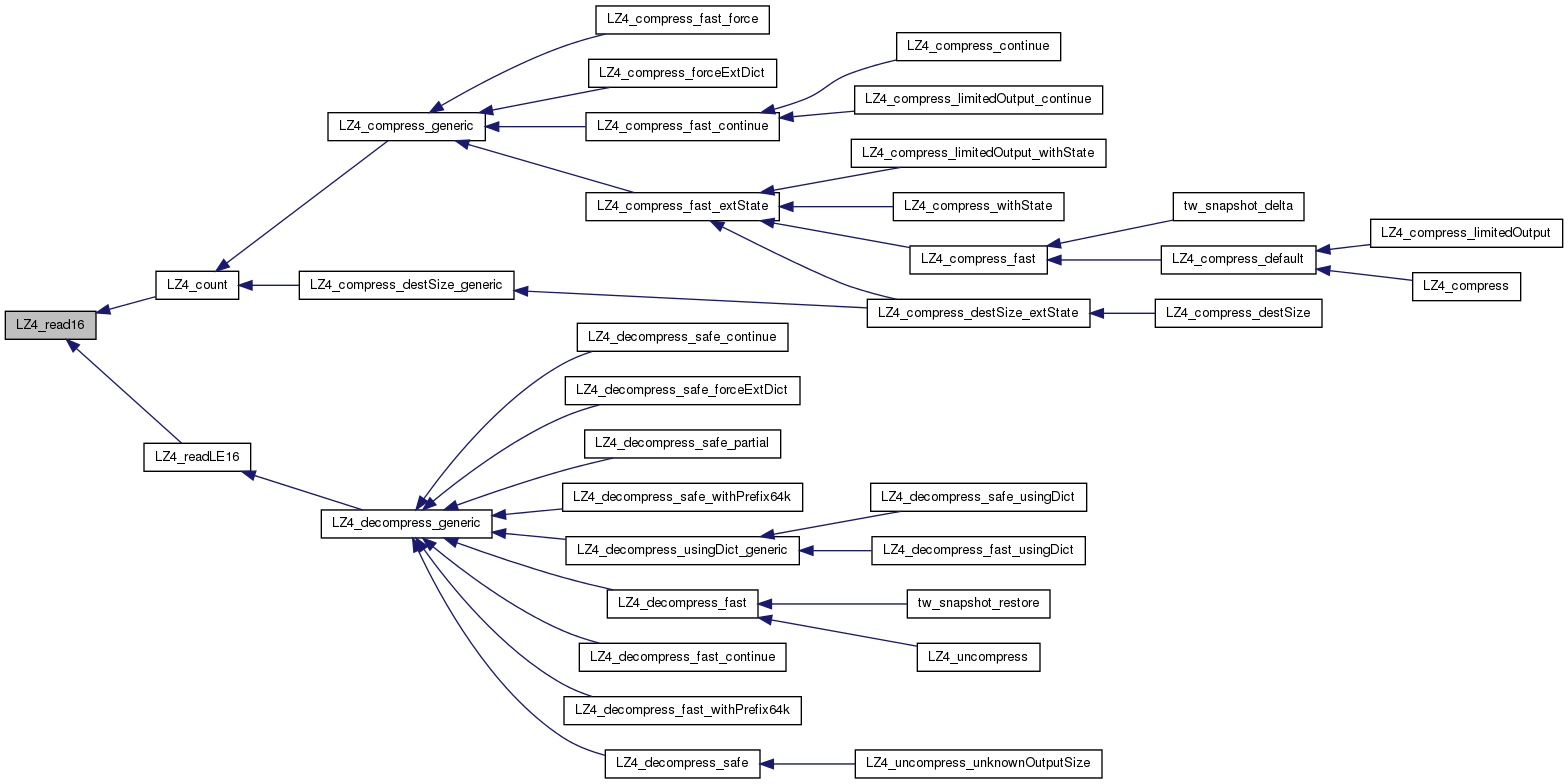 LZ4_compress_fast_force
LZ4_compress_continue
LZ4_compress_forceExtDict
LZ4_compress_limitedOutput_continue
LZ4_compress_generic
LZ4_compress_fast_continue
LZ4_compress_limitedOutput_withState
LZ4_compress_fast_extState
LZ4_compress_withState
tw_snapshot_delta
LZ4_compress_limitedOutput
LZ4_compress_fast
LZ4_compress_default
LZ4_count
LZ4_compress_destSize_generic
LZ4_compress
LZ4_compress_destSize_extState
LZ4_compress_destSize
LZ4_read16
LZ4_decompress_safe_continue
LZ4_decompress_safe_forceExtDict
LZ4_decompress_safe_partial
LZ4_readLE16
LZ4_decompress_safe_withPrefix64k
LZ4_decompress_safe_usingDict
LZ4_decompress_generic
LZ4_decompress_usingDict_generic
LZ4_decompress_fast_usingDict
LZ4_decompress_fast
tw_snapshot_restore
LZ4_decompress_fast_continue
LZ4_uncompress
LZ4_decompress_fast_withPrefix64k
LZ4_decompress_safe
LZ4_uncompress_unknownOutputSize